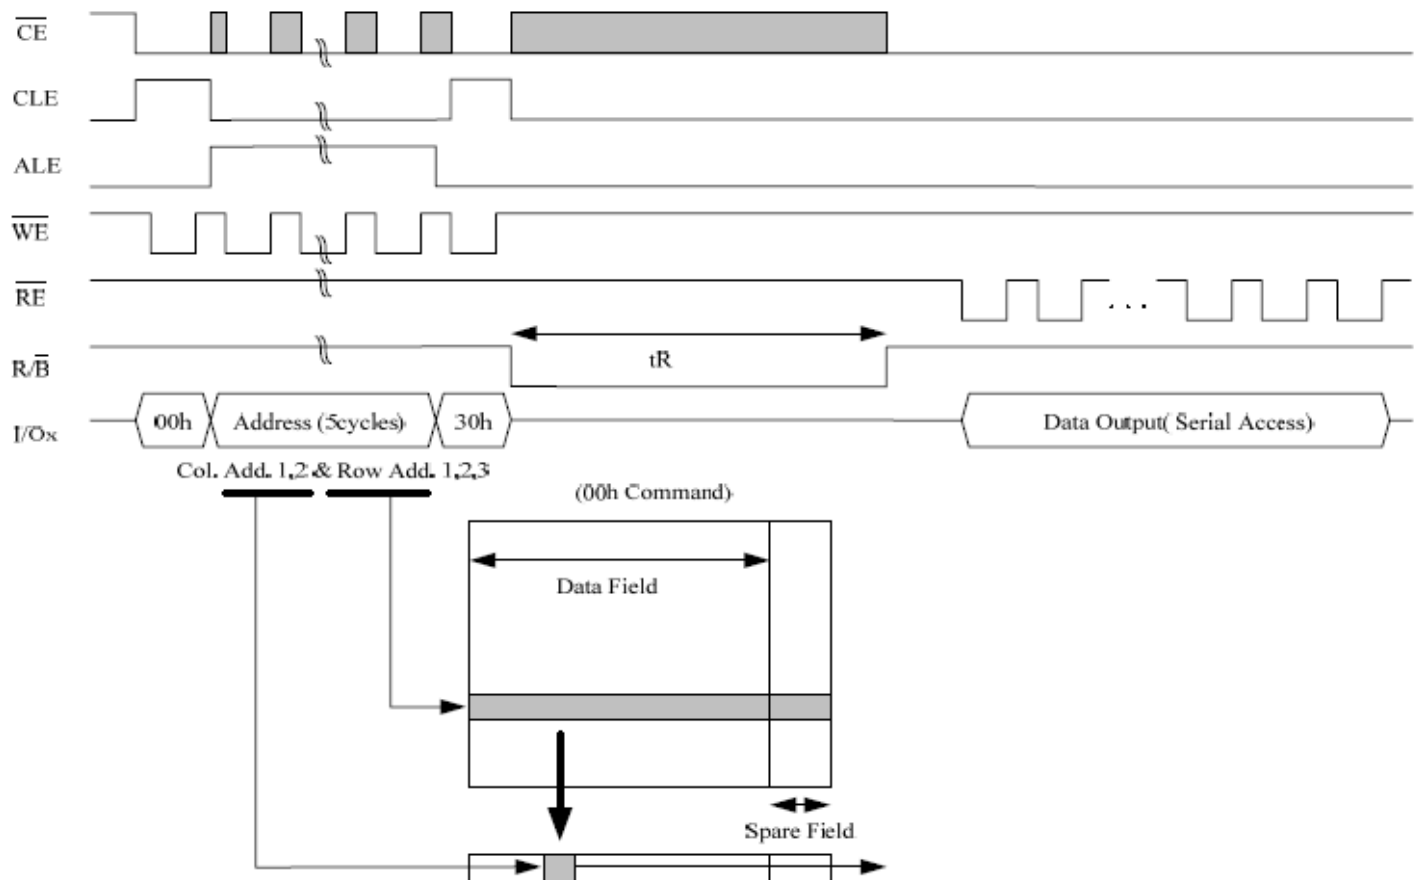 CE
CLE
ALE
WE
RE
. . .
R/B
tR
I/Ox
00h
Address (5cycles)
30h
Data Output( Serial Access)
Col. Add. 1,2 & Row Add. 1,2,3
(00h Command)
Data Field
Spare Field